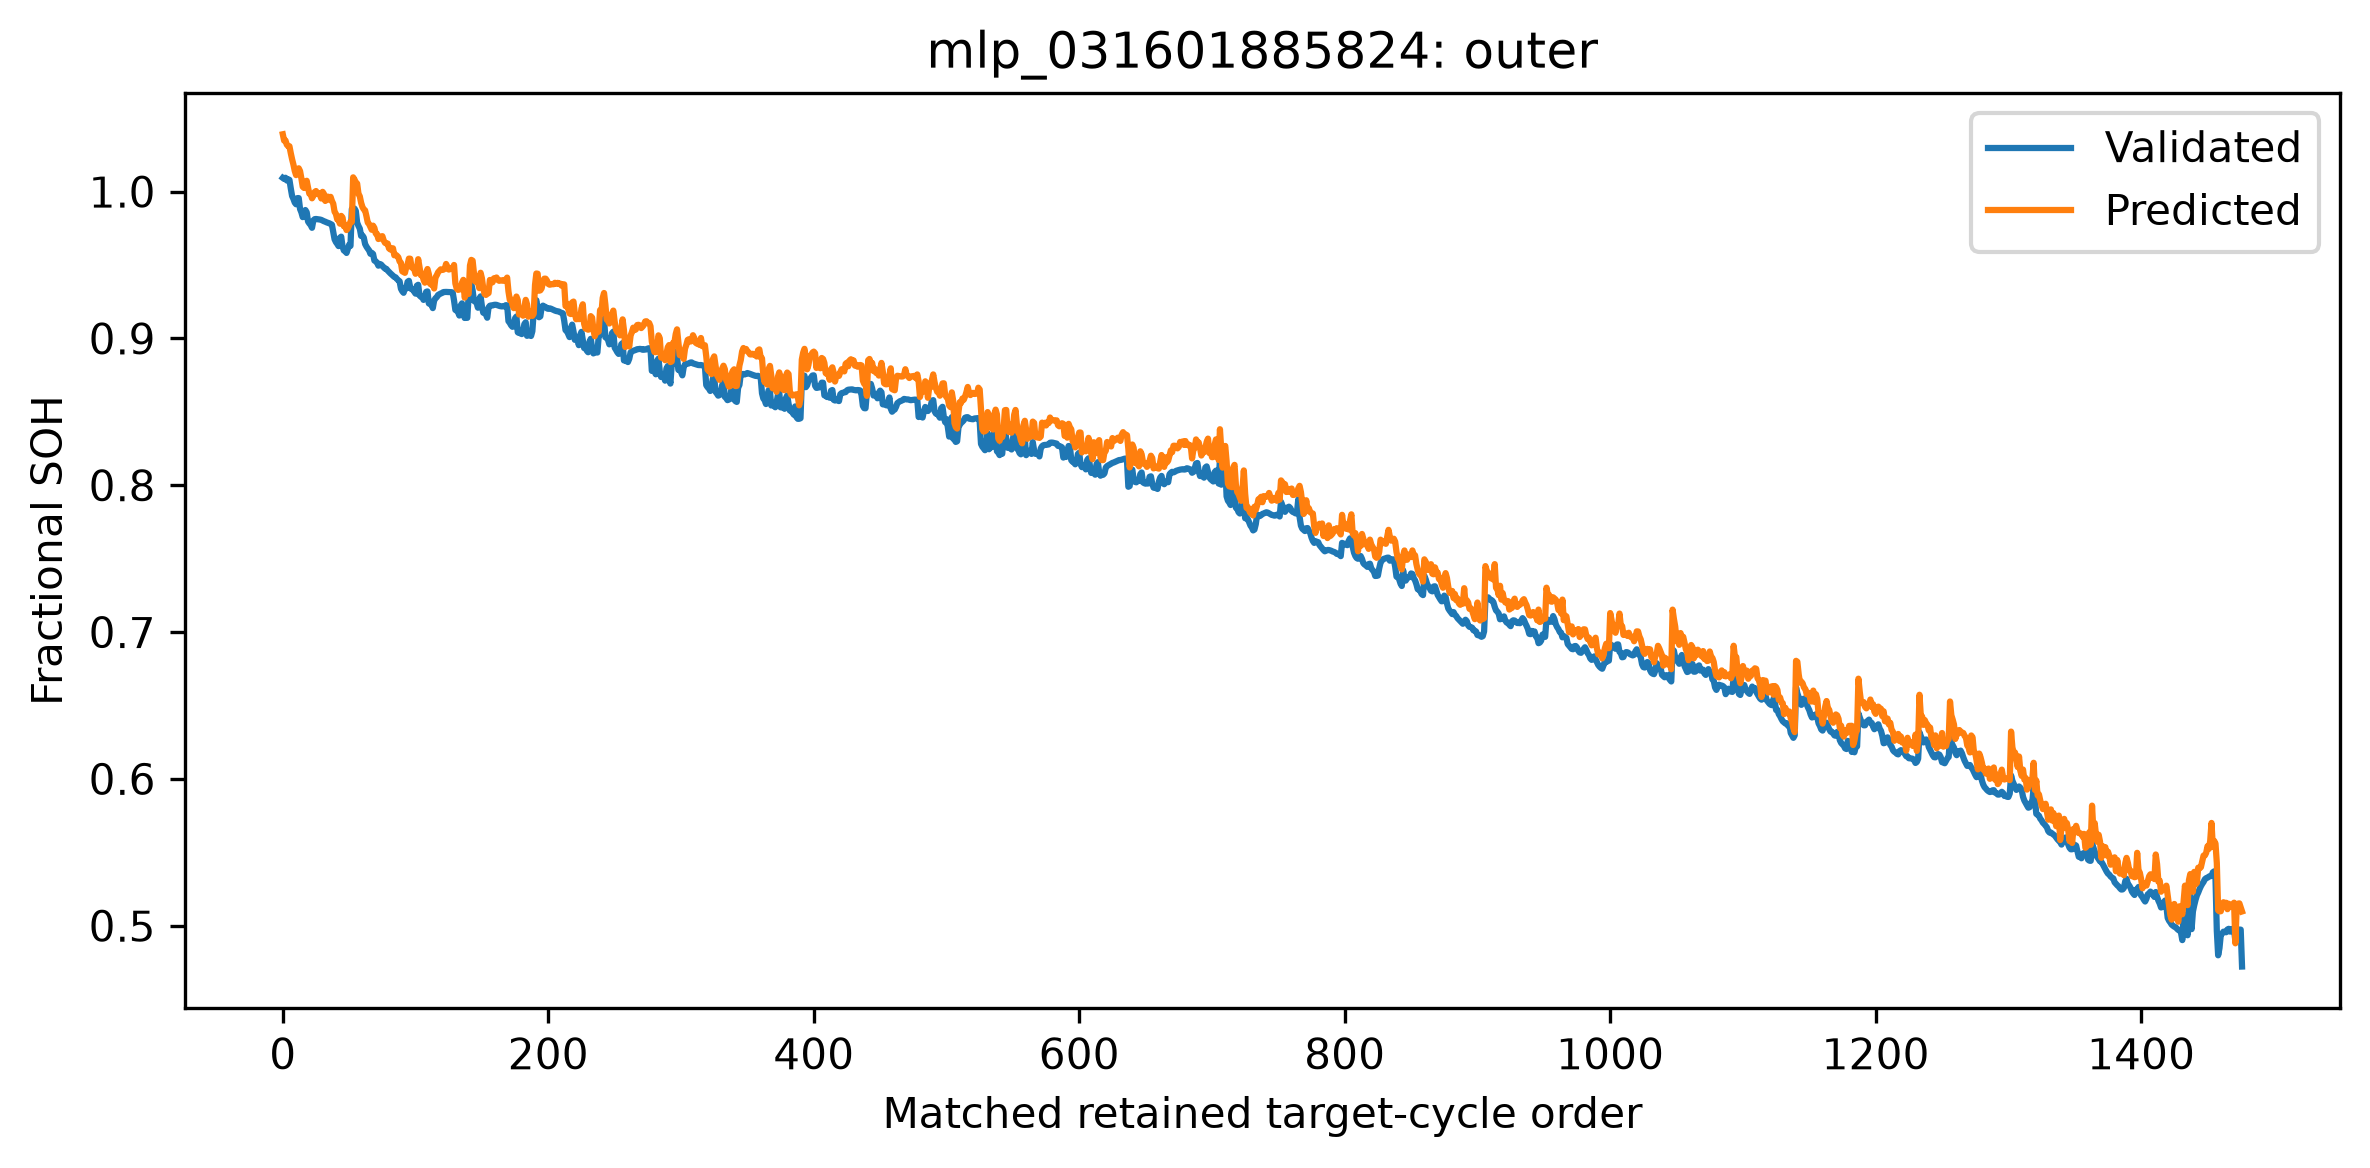 mlp_031601885824: outer
Validated
Predicted
Fractional SOH
1.0
0.9
0.8
0.7
0.6
0.5
0 200 400 600 800 1000 1200 1400
Matched retained target-cycle order